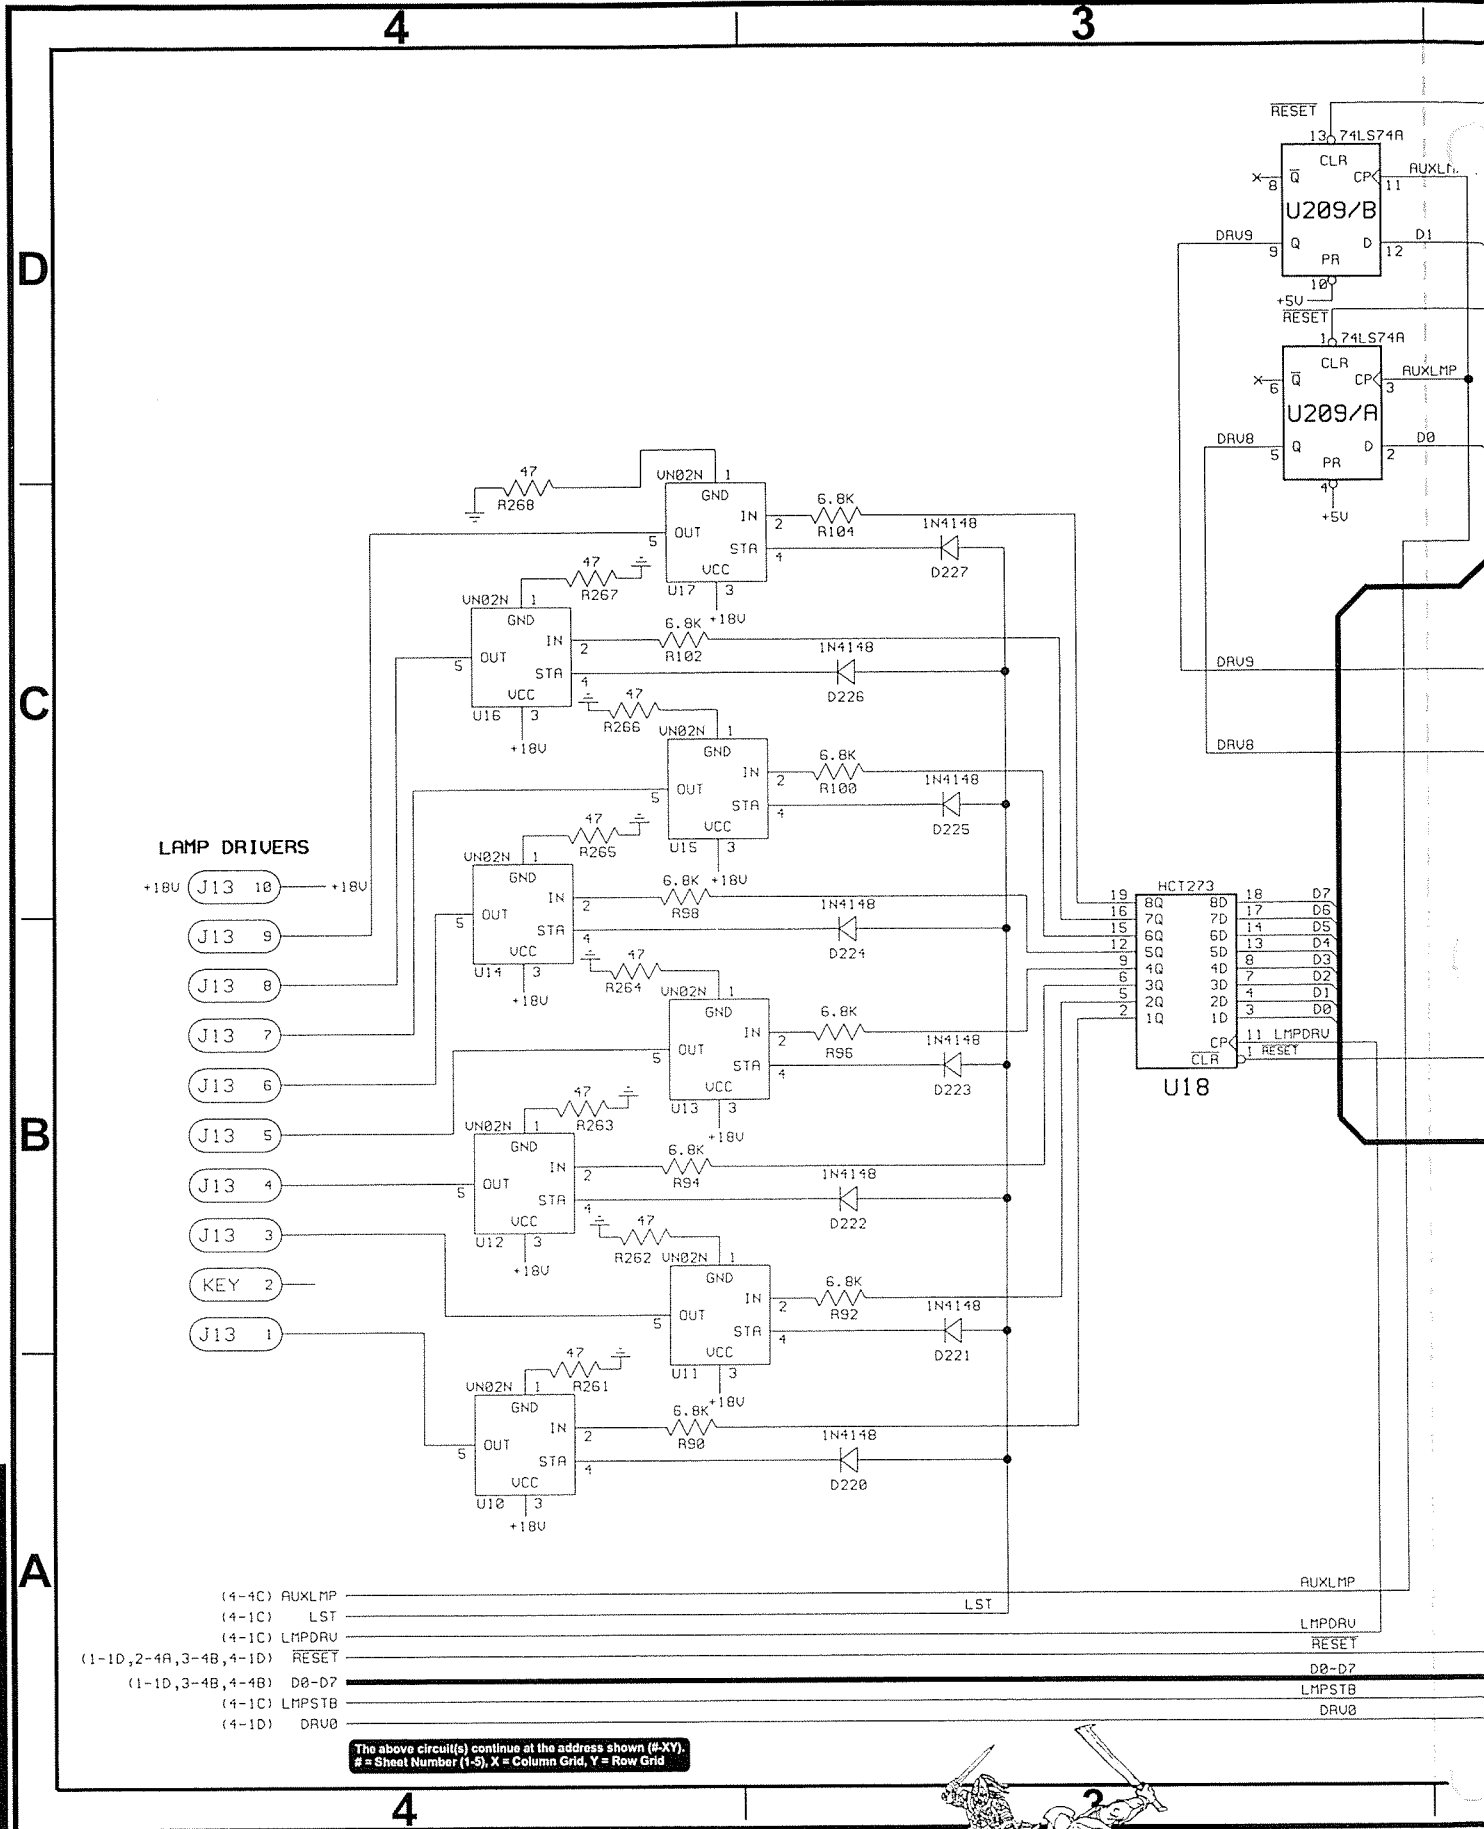 4 3
RESET
13 74LS74A
CLR
8 Q CP 11
U209/B
DRV9 9 Q D 12 D1
PR
10
+5V
RESET
1 74LS74A
CLR
6 Q CP 3 AUXLMP
U209/A
DRV8 5 Q D 2 D0
PR
4
+5V
D
47
R268
VN02N 1
GND
IN 2
5 OUT
STA 4
VCC
U17 3
+18V
6.8K
R104
1N4148
D227
47
R267
VN02N 1
GND
IN 2
5 OUT
STA 4
VCC
U16 3
+18V
6.8K
R102
1N4148
D226
DRV9
C
47
R266
VN02N 1
GND
IN 2
5 OUT
STA 4
VCC
U15 3
+18V
6.8K
R100
1N4148
D225
DRV8
47
R265
VN02N 1
GND
IN 2
5 OUT
STA 4
VCC
U14 3
+18V
6.8K
R98
1N4148
D224
LAMP DRIVERS
+18V J13 10 +18V
J13 9
J13 8
J13 7
J13 6
J13 5
J13 4
J13 3
KEY 2
J13 1
HCT273
19 8Q 8D 18 D7
16 7Q 7D 17 D6
15 6Q 6D 14 D5
12 5Q 5D 13 D4
9 4Q 4D 8 D3
6 3Q 3D 7 D2
5 2Q 2D 4 D1
2 1Q 1D 3 D0
CP 11 LMPDRV
CLR 1 RESET
U18
47
R264
VN02N 1
GND
IN 2
5 OUT
STA 4
VCC
U13 3
+18V
6.8K
R96
1N4148
D223
B
47
R263
VN02N 1
GND
IN 2
5 OUT
STA 4
VCC
U12 3
+18V
6.8K
R94
1N4148
D222
47
R262
VN02N 1
GND
IN 2
5 OUT
STA 4
VCC
U11 3
+18V
6.8K
R92
1N4148
D221
47
R261
VN02N 1
GND
IN 2
5 OUT
STA 4
VCC
U10 3
+18V
6.8K
R90
1N4148
D220
A
(4-4C) AUXLMP AUXLMP
(4-1C) LST LST
(4-1C) LMPDRV LMPDRV
(1-1D,2-4A,3-4B,4-1D) RESET RESET
(1-1D,3-4B,4-4B) D0-D7 D0-D7
(4-1C) LMPSTB LMPSTB
(4-1D) DRV0 DRV0
The above circuit(s) continue at the address shown (#-XY).
# = Sheet Number (1-5), X = Column Grid, Y = Row Grid
4